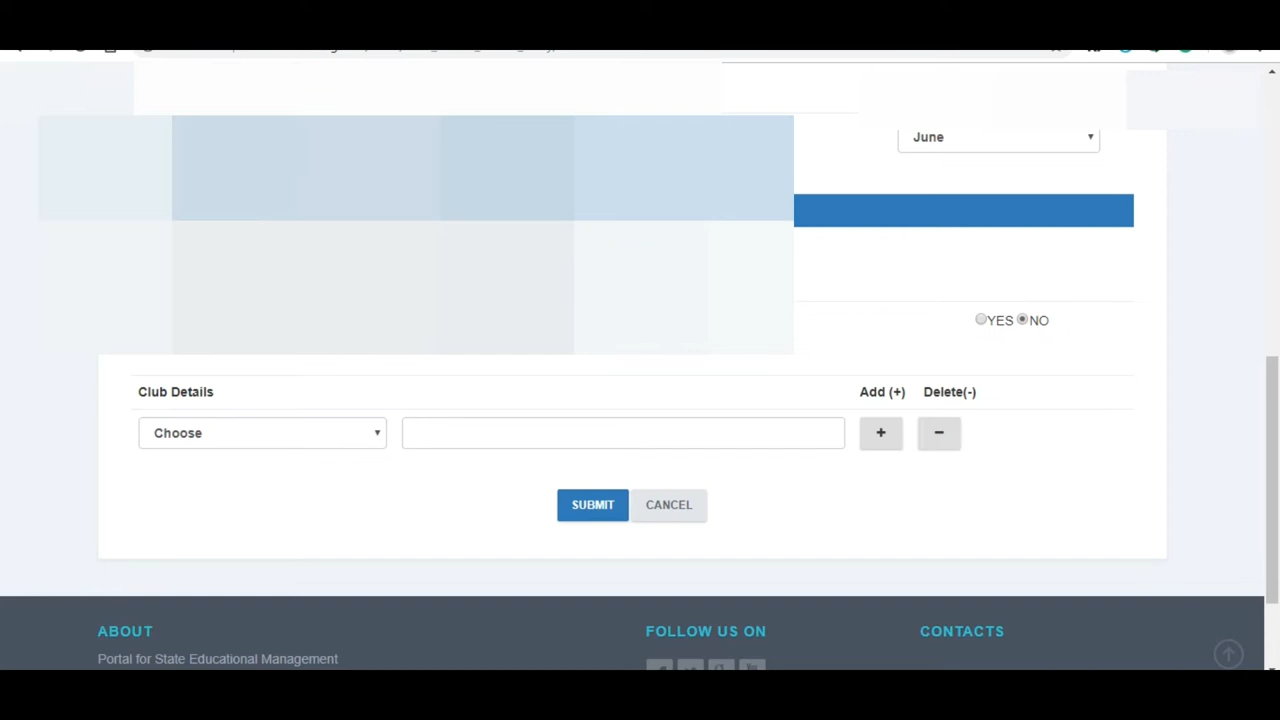 June
YES NO
Club Details Add (+) Delete(-)
Choose + -
SUBMIT CANCEL
ABOUT FOLLOW US ON CONTACTS
Portal for State Educational Management